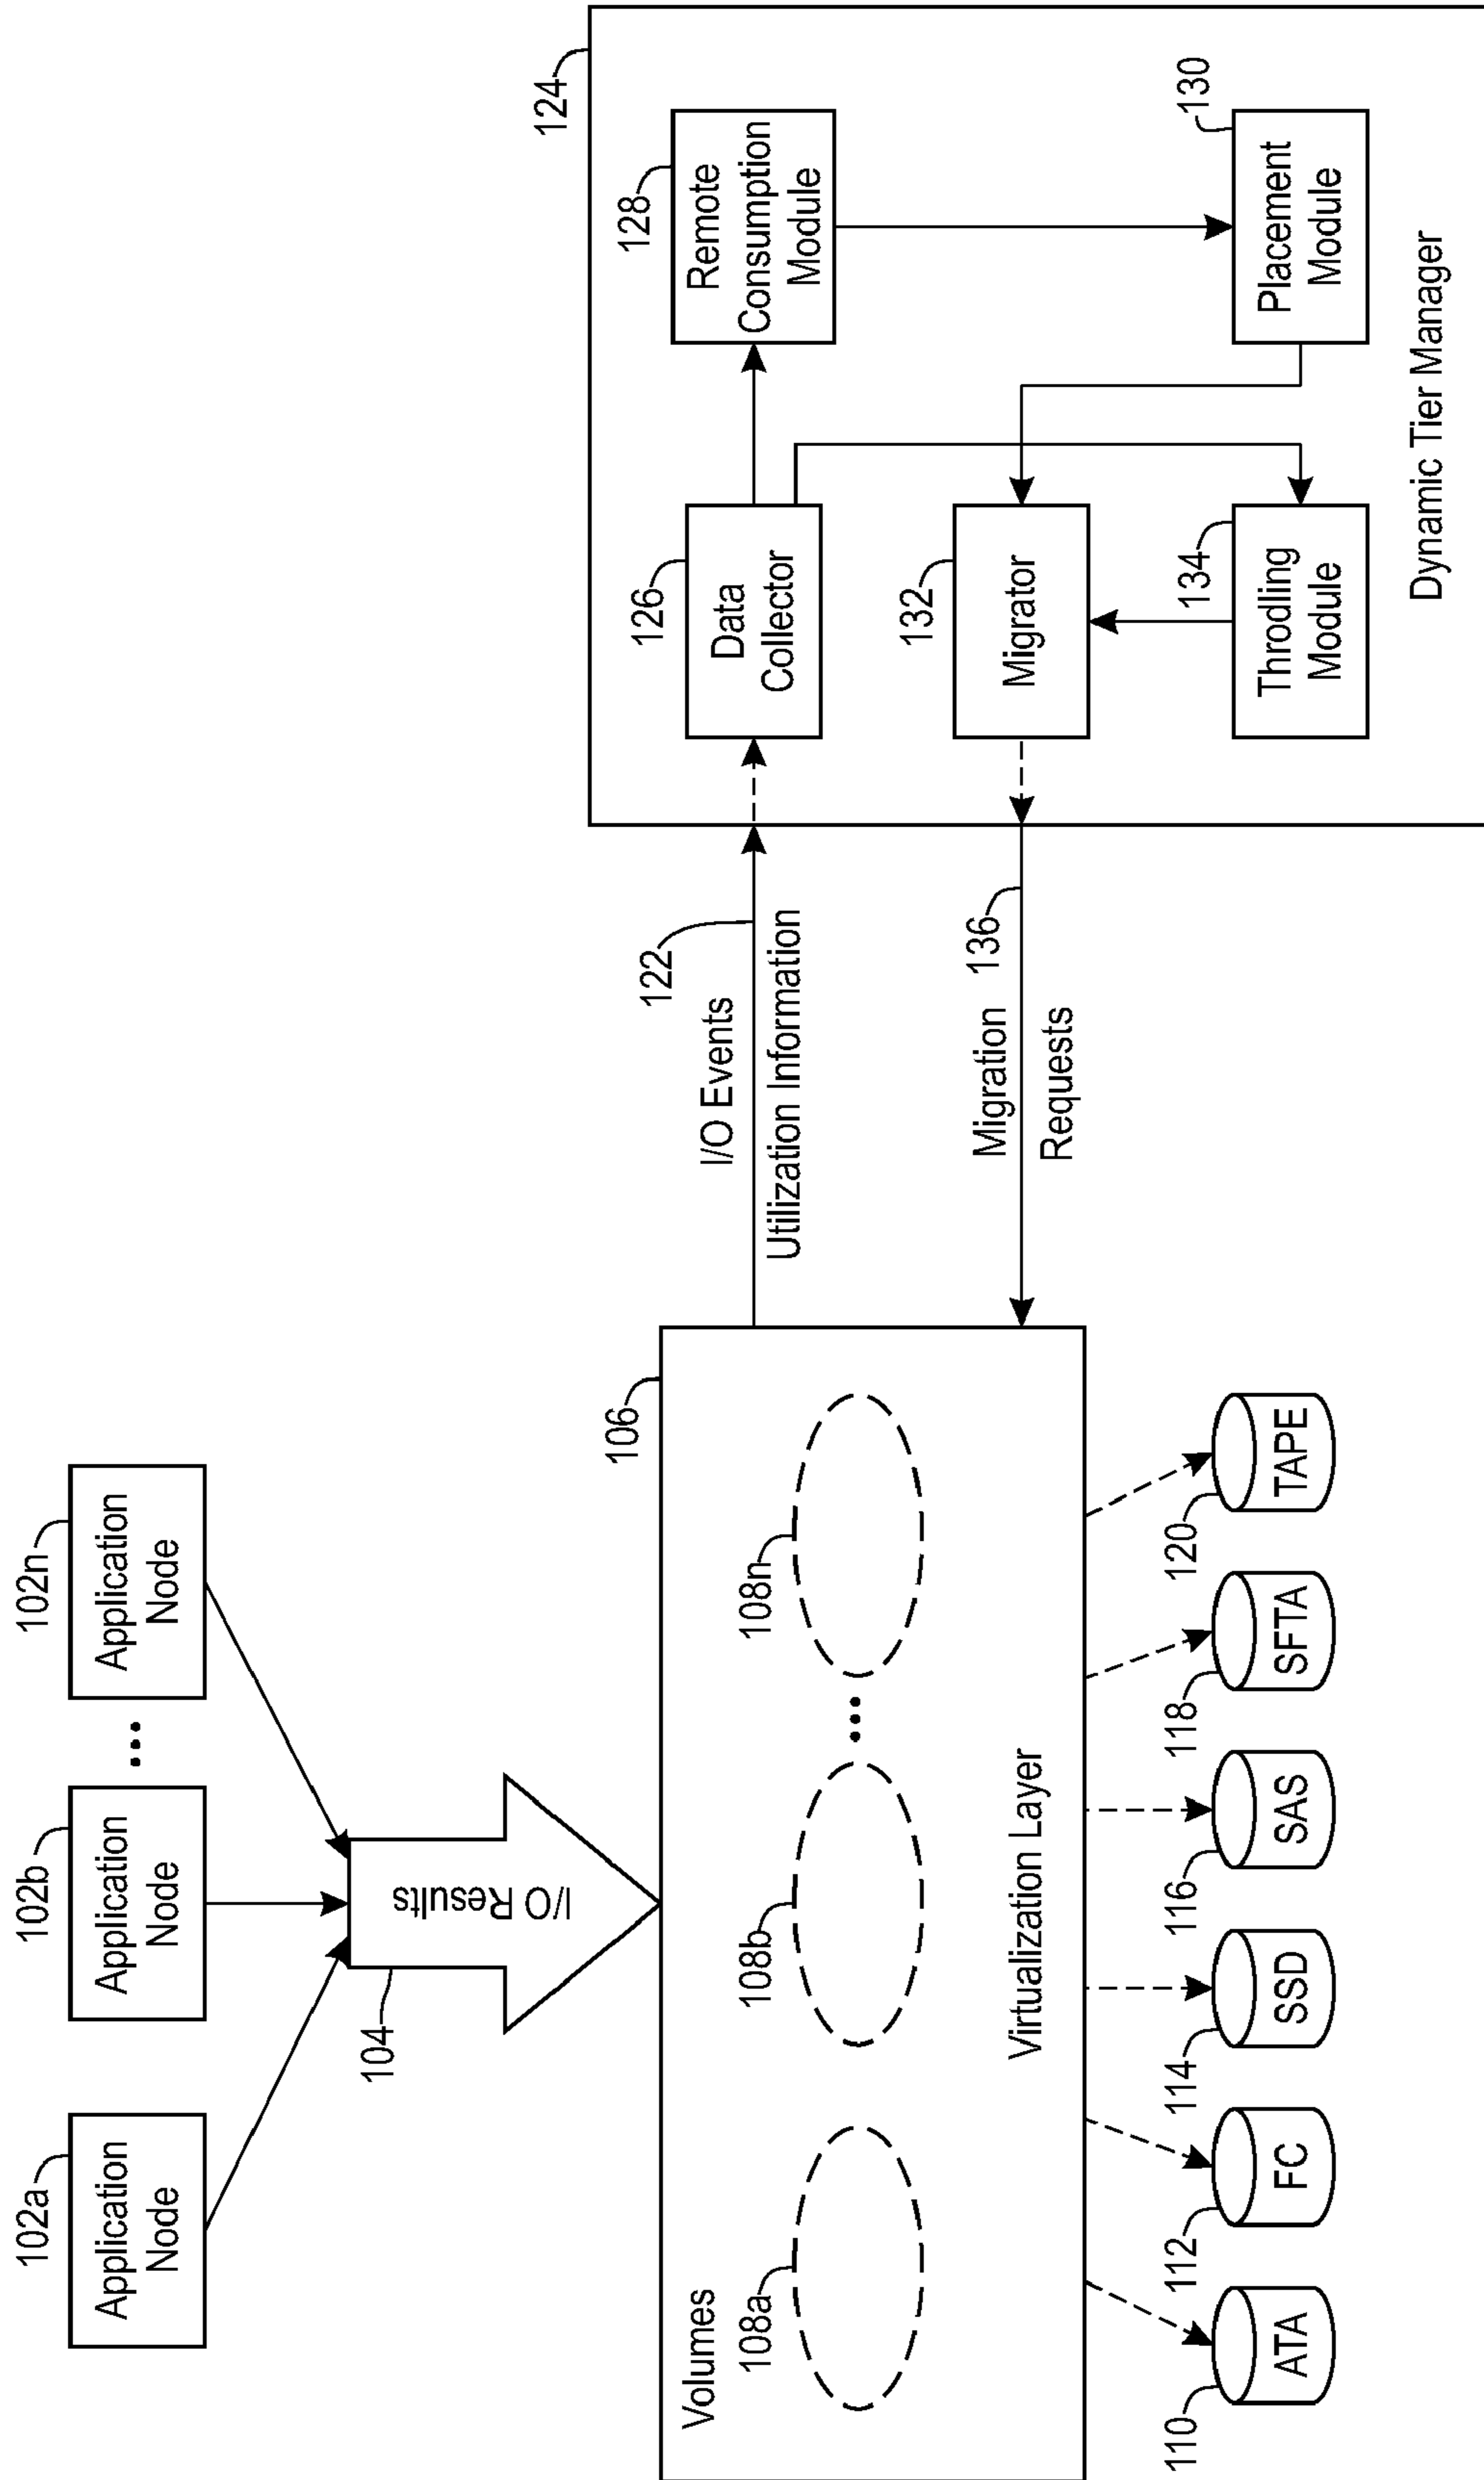 102a
Application
Node
102b
Application
Node
...
102n
Application
Node
104
I/O Results
106
Volumes
108a
108b
...
108n
Virtualization Layer
110
ATA
112
FC
114
SSD
116
SAS
118
SFTA
120
TAPE
I/O Events
122
Utilization Information
Migration
136
Requests
124
126
Data
Collector
128
Remote
Consumption
Module
132
Migrator
134
Throdling
Module
130
Placement
Module
Dynamic Tier Manager